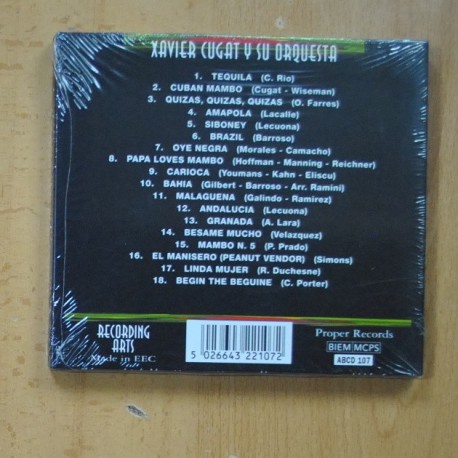 XAVIER CUGAT Y SU ORQUESTA
1. TEQUILA (C. Rio)
2. CUBAN MAMBO (Cugat - Wiseman)
3. QUIZAS, QUIZAS, QUIZAS (O. Farres)
4. AMAPOLA (Lacalle)
5. SIBONEY (Lecuona)
6. BRAZIL (Barroso)
7. OYE NEGRA (Morales - Camacho)
8. PAPA LOVES MAMBO (Hoffman - Manning - Reichner)
9. CARIOCA (Youmans - Kahn - Eliscu)
10. BAHIA (Gilbert - Barroso - Arr. Ramini)
11. MALAGUENA (Galindo - Ramirez)
12. ANDALUCIA (Lecuona)
13. GRANADA (A. Lara)
14. BESAME MUCHO (Velazquez)
15. MAMBO N. 5 (P. Prado)
16. EL MANISERO (PEANUT VENDOR) (Simons)
17. LINDA MUJER (R. Duchesne)
18. BEGIN THE BEGUINE (C. Porter)
RECORDING
ARTS
Made in EEC
5 026643 221072
Proper Records
BIEM MCPS
ABCD 107